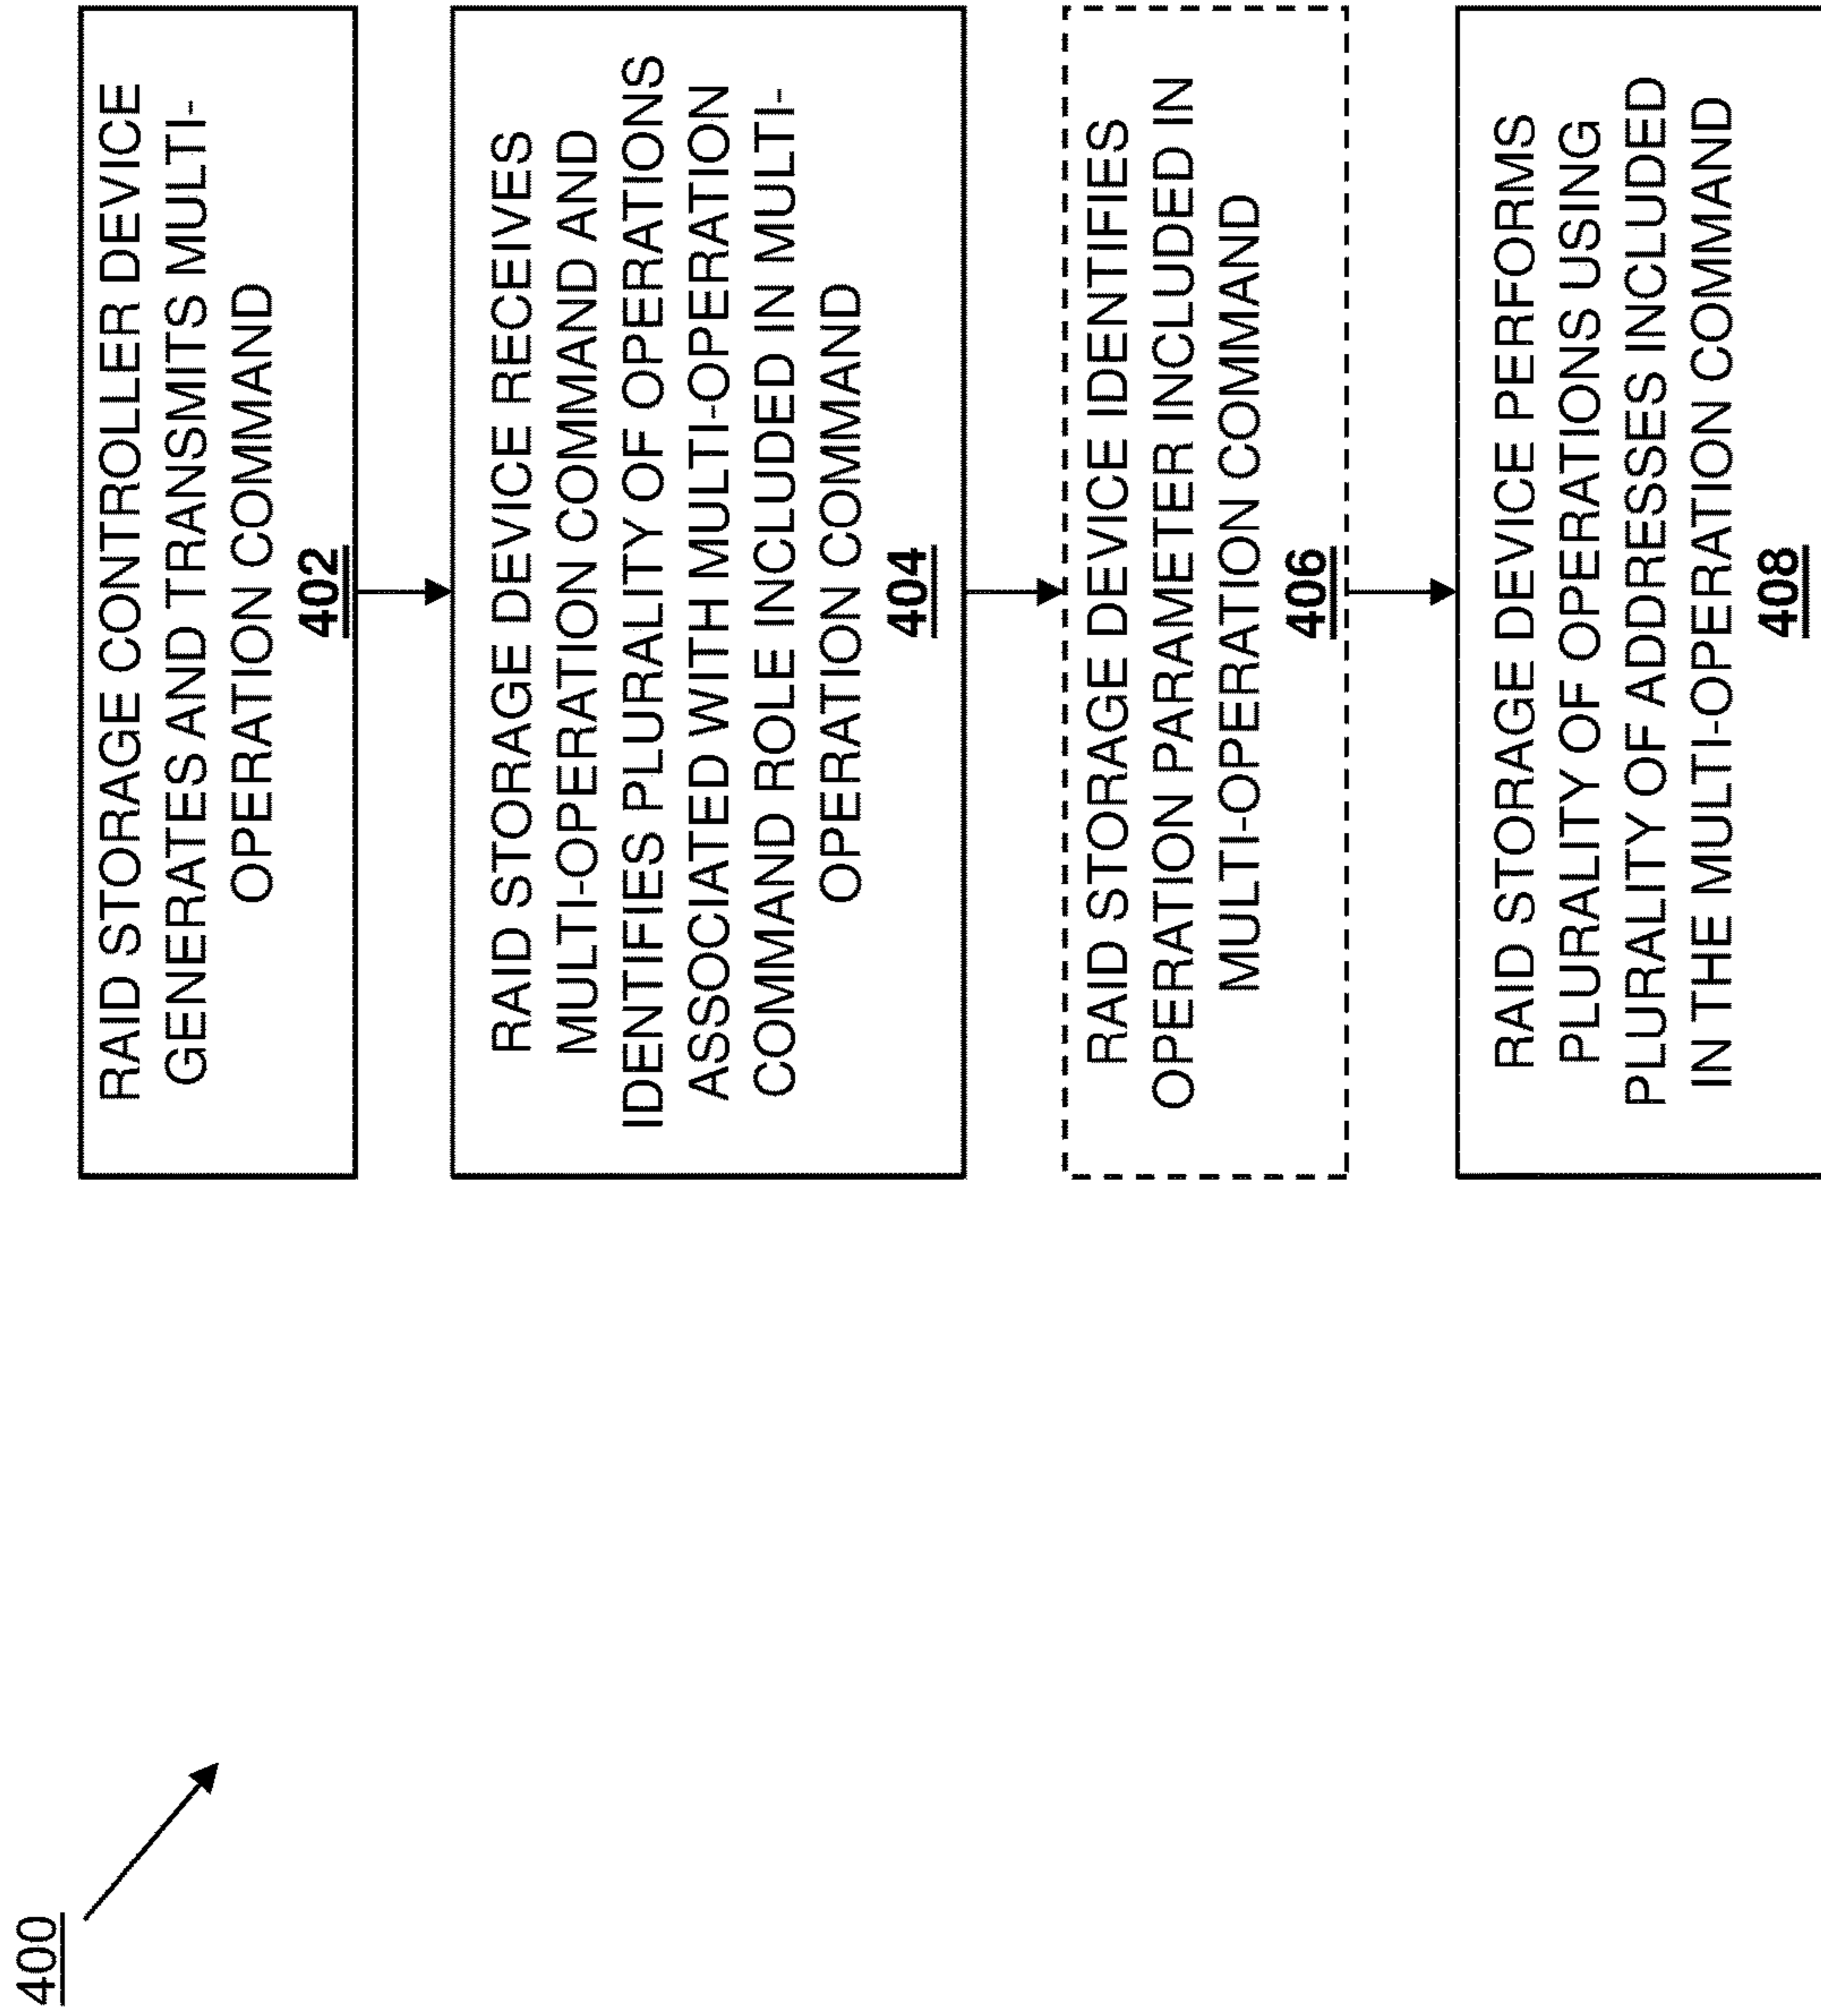 400
RAID STORAGE CONTROLLER DEVICE
GENERATES AND TRANSMITS MULTI-
OPERATION COMMAND
402
RAID STORAGE DEVICE RECEIVES
MULTI-OPERATION COMMAND AND
IDENTIFIES PLURALITY OF OPERATIONS
ASSOCIATED WITH MULTI-OPERATION
COMMAND ROLE INCLUDED IN MULTI-
OPERATION COMMAND
404
RAID STORAGE DEVICE IDENTIFIES
OPERATION PARAMETER INCLUDED IN
MULTI-OPERATION COMMAND
406
RAID STORAGE DEVICE PERFORMS
PLURALITY OF OPERATIONS USING
PLURALITY OF ADDRESSES INCLUDED
IN THE MULTI-OPERATION COMMAND
408